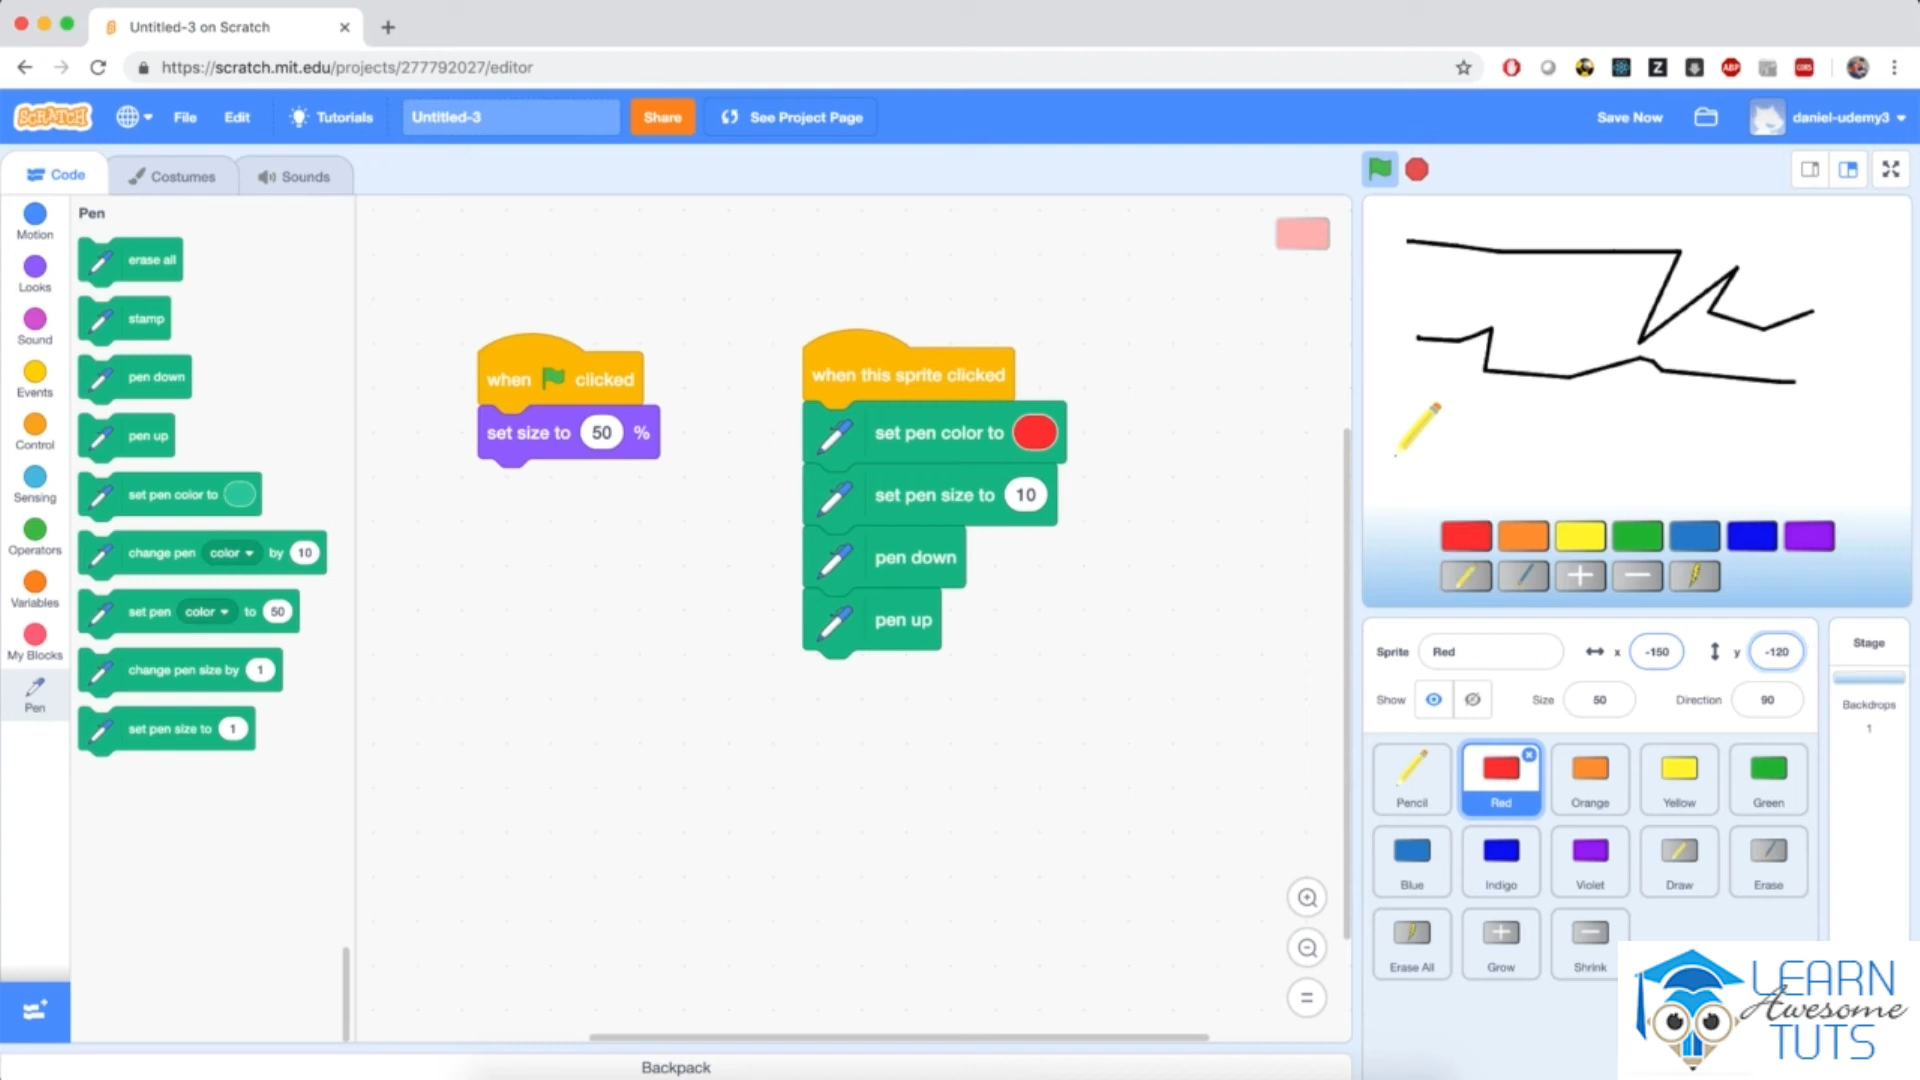 Untitled-3 on Scratch
https://scratch.mit.edu/projects/277792027/editor
SCRATCH File Edit Tutorials Untitled-3 Share See Project Page Save Now daniel-udemy3
Code Costumes Sounds
Motion
Looks
Sound
Events
Control
Sensing
Operators
Variables
My Blocks
Pen
Pen
erase all
stamp
pen down
pen up
set pen color to
change pen color by 10
set pen color to 50
change pen size by 1
set pen size to 1
when clicked
set size to 50 %
when this sprite clicked
set pen color to
set pen size to 10
pen down
pen up
Sprite Red x -150 y -120
Show Size 50 Direction 90
Pencil Red Orange Yellow Green
Blue Indigo Violet Draw Erase
Erase All Grow Shrink
Stage
Backdrops
1
Backpack
LEARN
Awesome
TUTS